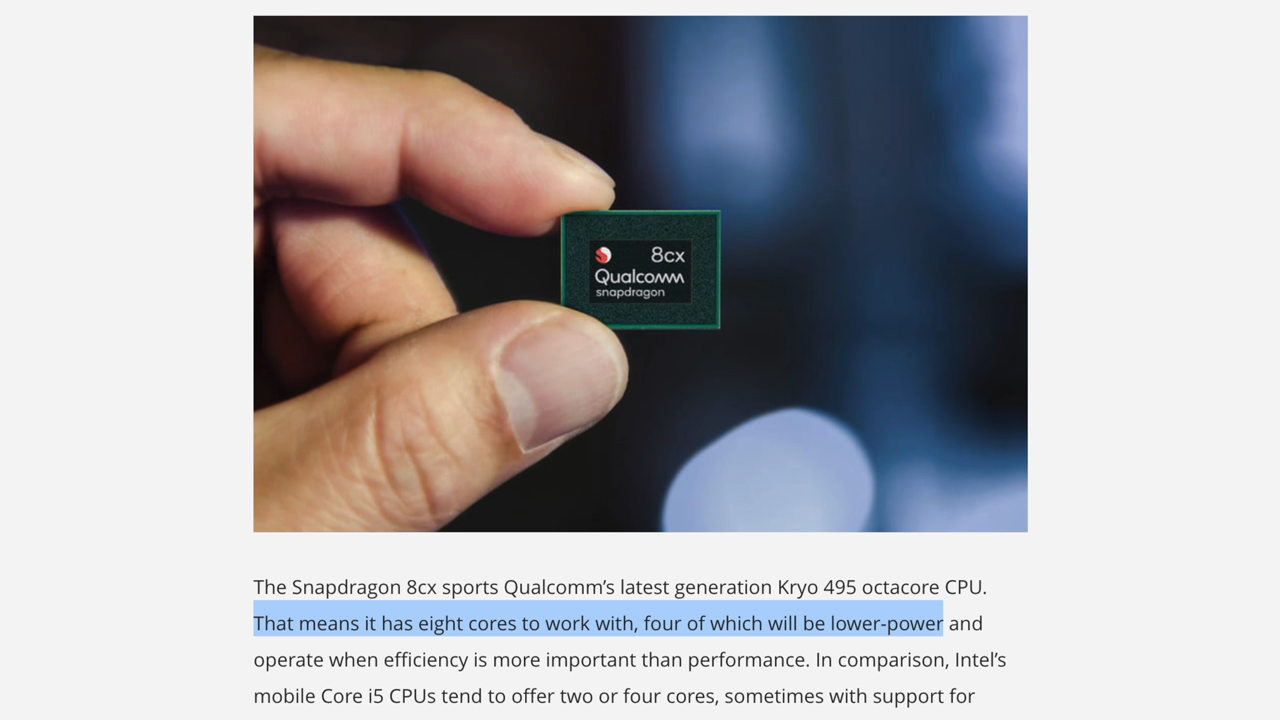 8cx
Qualcomm
snapdragon
The Snapdragon 8cx sports Qualcomm’s latest generation Kryo 495 octacore CPU.
That means it has eight cores to work with, four of which will be lower-power and
operate when efficiency is more important than performance. In comparison, Intel’s
mobile Core i5 CPUs tend to offer two or four cores, sometimes with support for